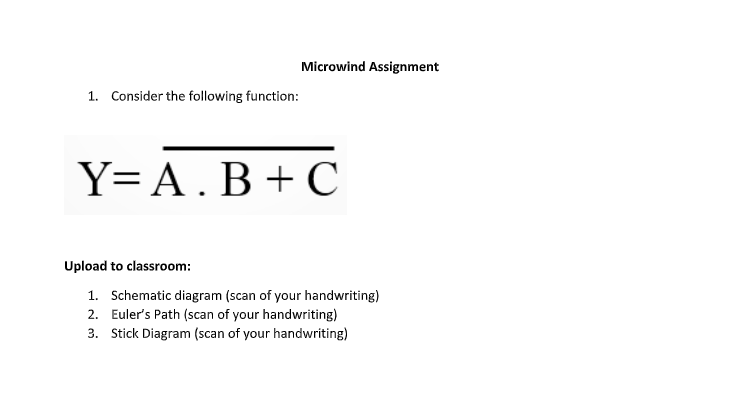 Microwind Assignment
1. Consider the following function:
Y= A . B + C
Upload to classroom:
1. Schematic diagram (scan of your handwriting)
2. Euler's Path (scan of your handwriting)
3. Stick Diagram (scan of your handwriting)